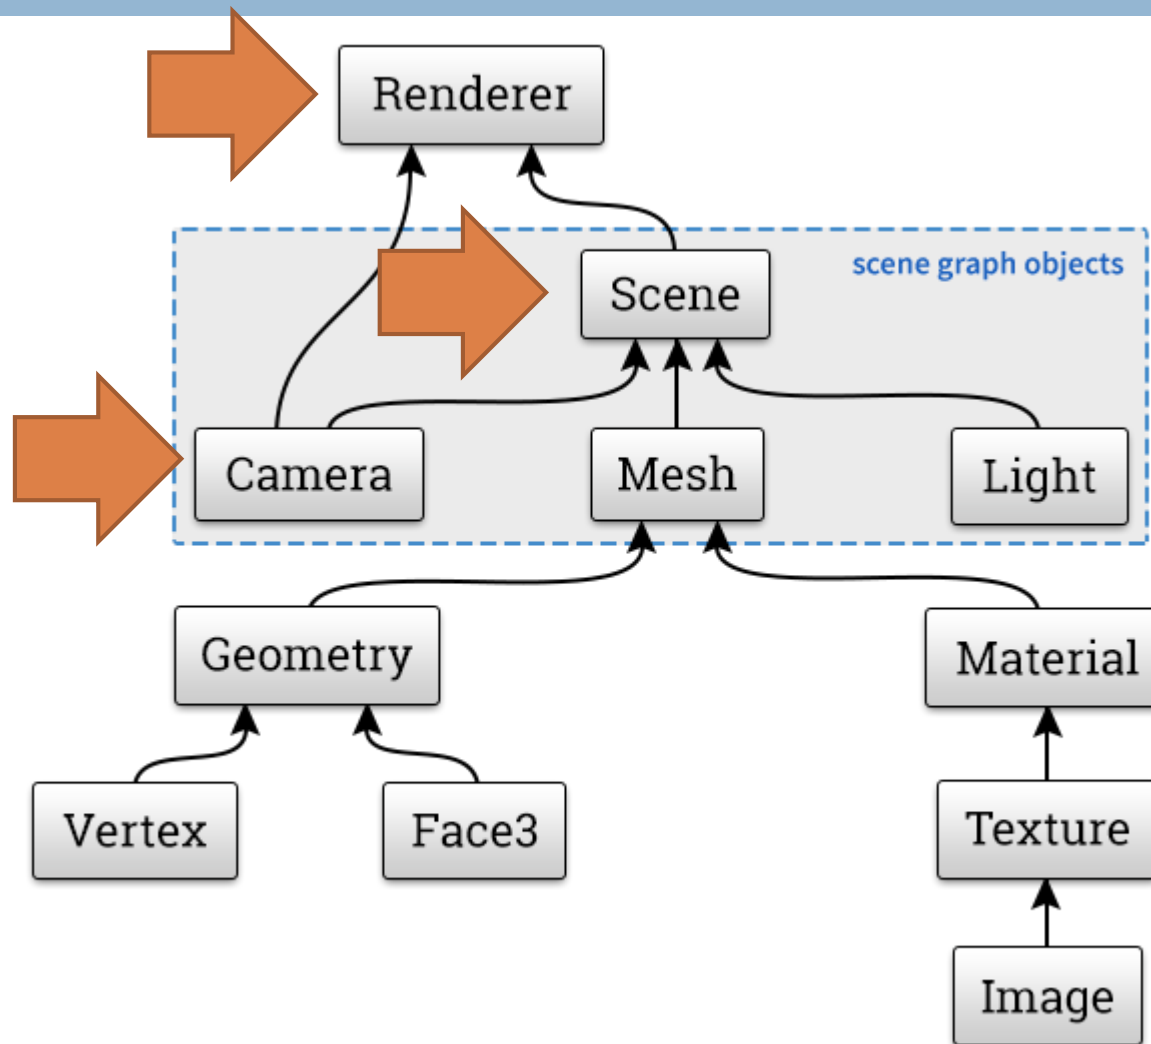 Renderer
scene graph objects
Scene
Camera
Mesh
Light
Geometry
Material
Vertex
Face3
Texture
Image